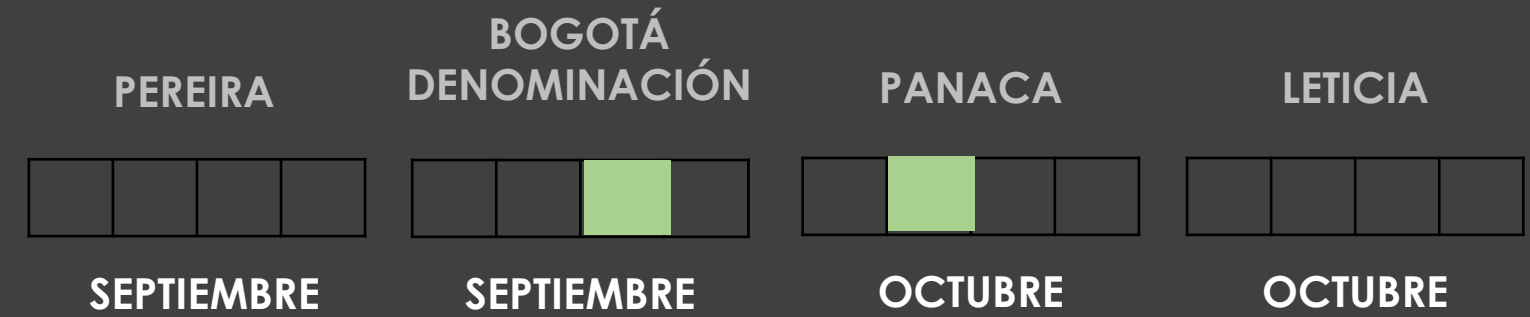 PEREIRA
BOGOTÁ
DENOMINACIÓN
PANACA
LETICIA
SEPTIEMBRE
SEPTIEMBRE
OCTUBRE
OCTUBRE